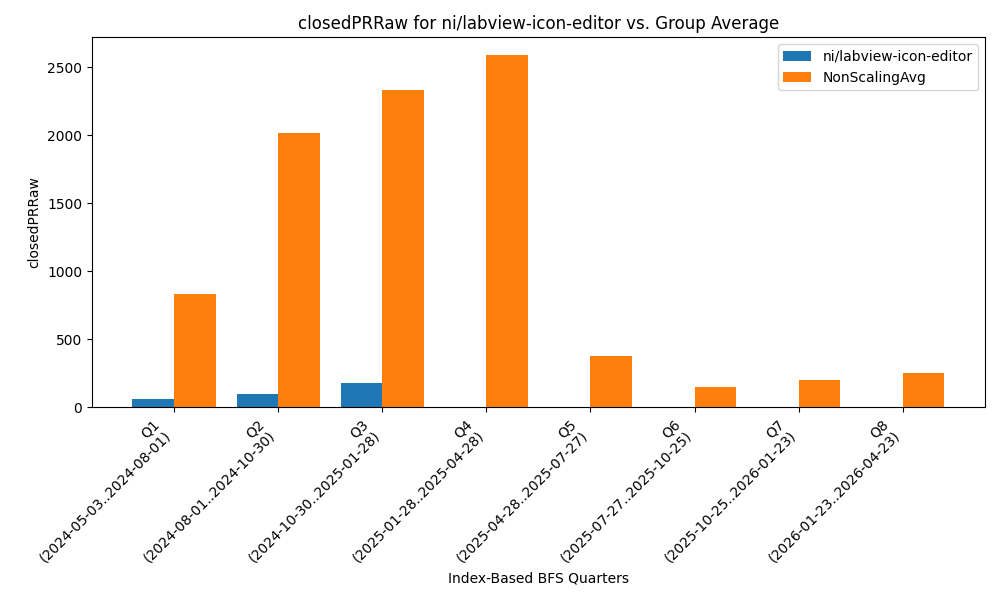 closedPRRaw for ni/labview-icon-editor vs. Group Average
ni/labview-icon-editor
NonScalingAvg
closedPRRaw
2500
2000
1500
1000
500
0
Q1
(2024-05-03..2024-08-01)
Q2
(2024-08-01..2024-10-30)
Q3
(2024-10-30..2025-01-28)
Q4
(2025-01-28..2025-04-28)
Q5
(2025-04-28..2025-07-27)
Q6
(2025-07-27..2025-10-25)
Q7
(2025-10-25..2026-01-23)
Q8
(2026-01-23..2026-04-23)
Index-Based BFS Quarters